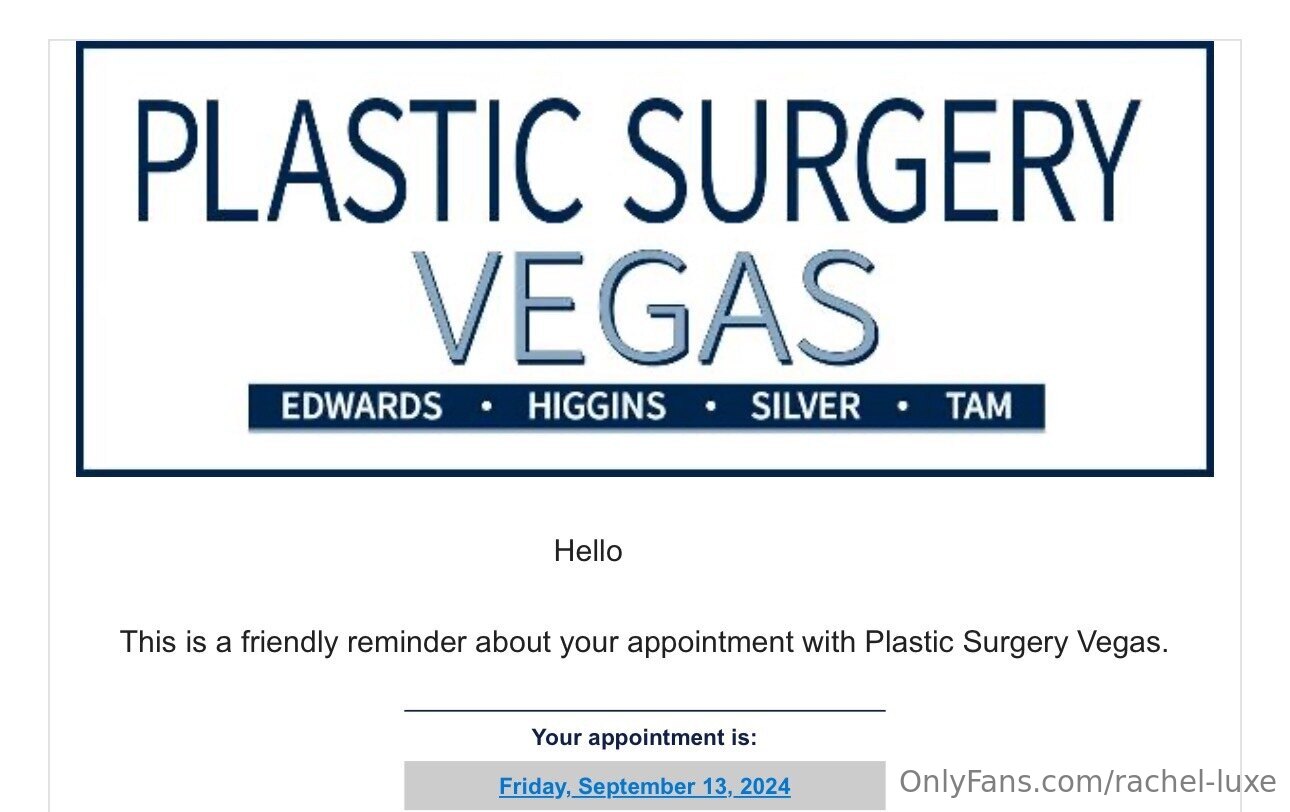 PLASTIC SURGERY
VEGAS
EDWARDS • HIGGINS • SILVER • TAM
Hello
This is a friendly reminder about your appointment with Plastic Surgery Vegas.
Your appointment is:
Friday, September 13, 2024
OnlyFans.com/rachel-luxe